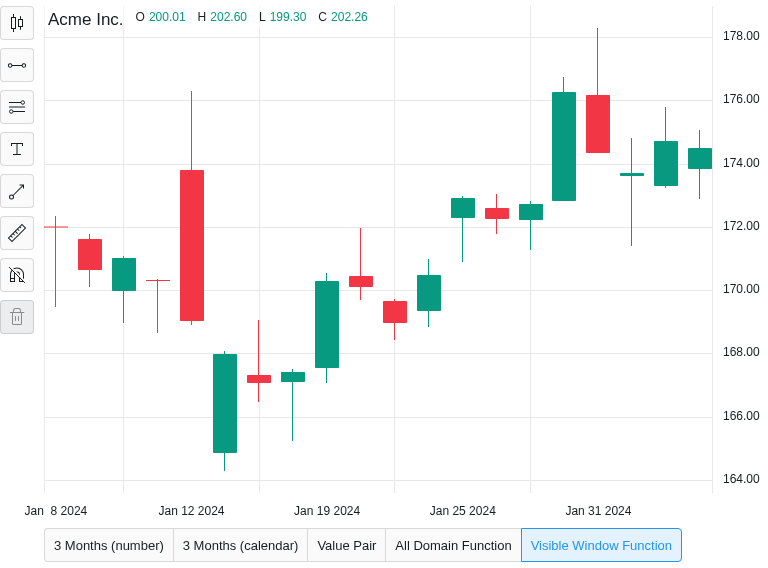 Acme Inc. O 200.01 H 202.60 L 199.30 C 202.26
178.00
176.00
174.00
172.00
170.00
168.00
166.00
164.00
Jan 8 2024 Jan 12 2024 Jan 19 2024 Jan 25 2024 Jan 31 2024
3 Months (number) 3 Months (calendar) Value Pair All Domain Function Visible Window Function